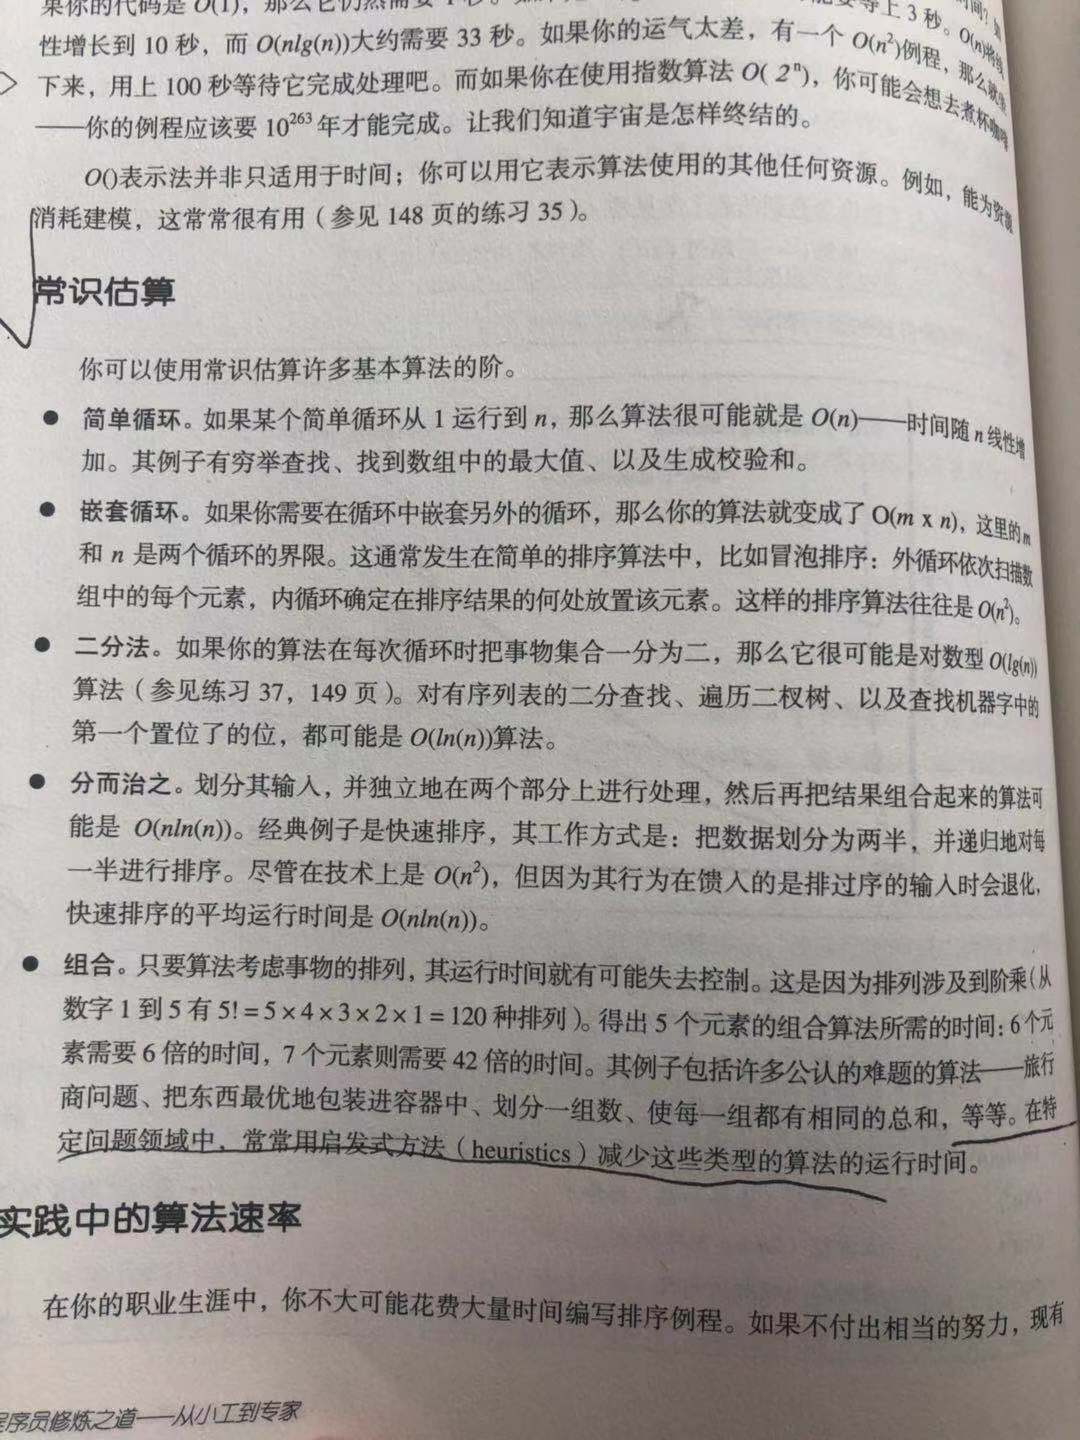 果你的代码是 O(1)，那么它仍然需要 1 秒。
要等上 3 秒。O(n)将线
性增长到 10 秒，而 O(nlg(n))大约需要 33 秒。如果你的运气太差，有一个 O(n²)例程，那么就坐
下来，用上 100 秒等待它完成处理吧。而如果你在使用指数算法 O( 2ⁿ)，你可能会想去煮杯咖啡
——你的例程应该要 10²⁶³ 年才能完成。让我们知道宇宙是怎样终结的。
O()表示法并非只适用于时间；你可以用它表示算法使用的其他任何资源。例如，能为资源
消耗建模，这常常很有用（参见 148 页的练习 35）。
常识估算
你可以使用常识估算许多基本算法的阶。
● 简单循环。如果某个简单循环从 1 运行到 n，那么算法很可能就是 O(n)——时间随 n 线性增
加。其例子有穷举查找、找到数组中的最大值、以及生成校验和。
● 嵌套循环。如果你需要在循环中嵌套另外的循环，那么你的算法就变成了 O(m x n)，这里的 m
和 n 是两个循环的界限。这通常发生在简单的排序算法中，比如冒泡排序：外循环依次扫描数
组中的每个元素，内循环确定在排序结果的何处放置该元素。这样的排序算法往往是 O(n²)。
● 二分法。如果你的算法在每次循环时把事物集合一分为二，那么它很可能是对数型 O(lg(n))
算法（参见练习 37，149 页）。对有序列表的二分查找、遍历二杈树、以及查找机器字中的
第一个置位了的位，都可能是 O(ln(n))算法。
● 分而治之。划分其输入，并独立地在两个部分上进行处理，然后再把结果组合起来的算法可
能是 O(nln(n))。经典例子是快速排序，其工作方式是：把数据划分为两半，并递归地对每
一半进行排序。尽管在技术上是 O(n²)，但因为其行为在馈入的是排过序的输入时会退化，
快速排序的平均运行时间是 O(nln(n))。
● 组合。只要算法考虑事物的排列，其运行时间就有可能失去控制。这是因为排列涉及到阶乘（从
数字 1 到 5 有 5! = 5 × 4 × 3 × 2 × 1 = 120 种排列）。得出 5 个元素的组合算法所需的时间：6 个元
素需要 6 倍的时间，7 个元素则需要 42 倍的时间。其例子包括许多公认的难题的算法——旅行
商问题、把东西最优地包装进容器中、划分一组数、使每一组都有相同的总和，等等。在特
定问题领域中，常常用启发式方法（heuristics）减少这些类型的算法的运行时间。
实践中的算法速率
在你的职业生涯中，你不大可能花费大量时间编写排序例程。如果不付出相当的努力，现有
程序员修炼之道——从小工到专家